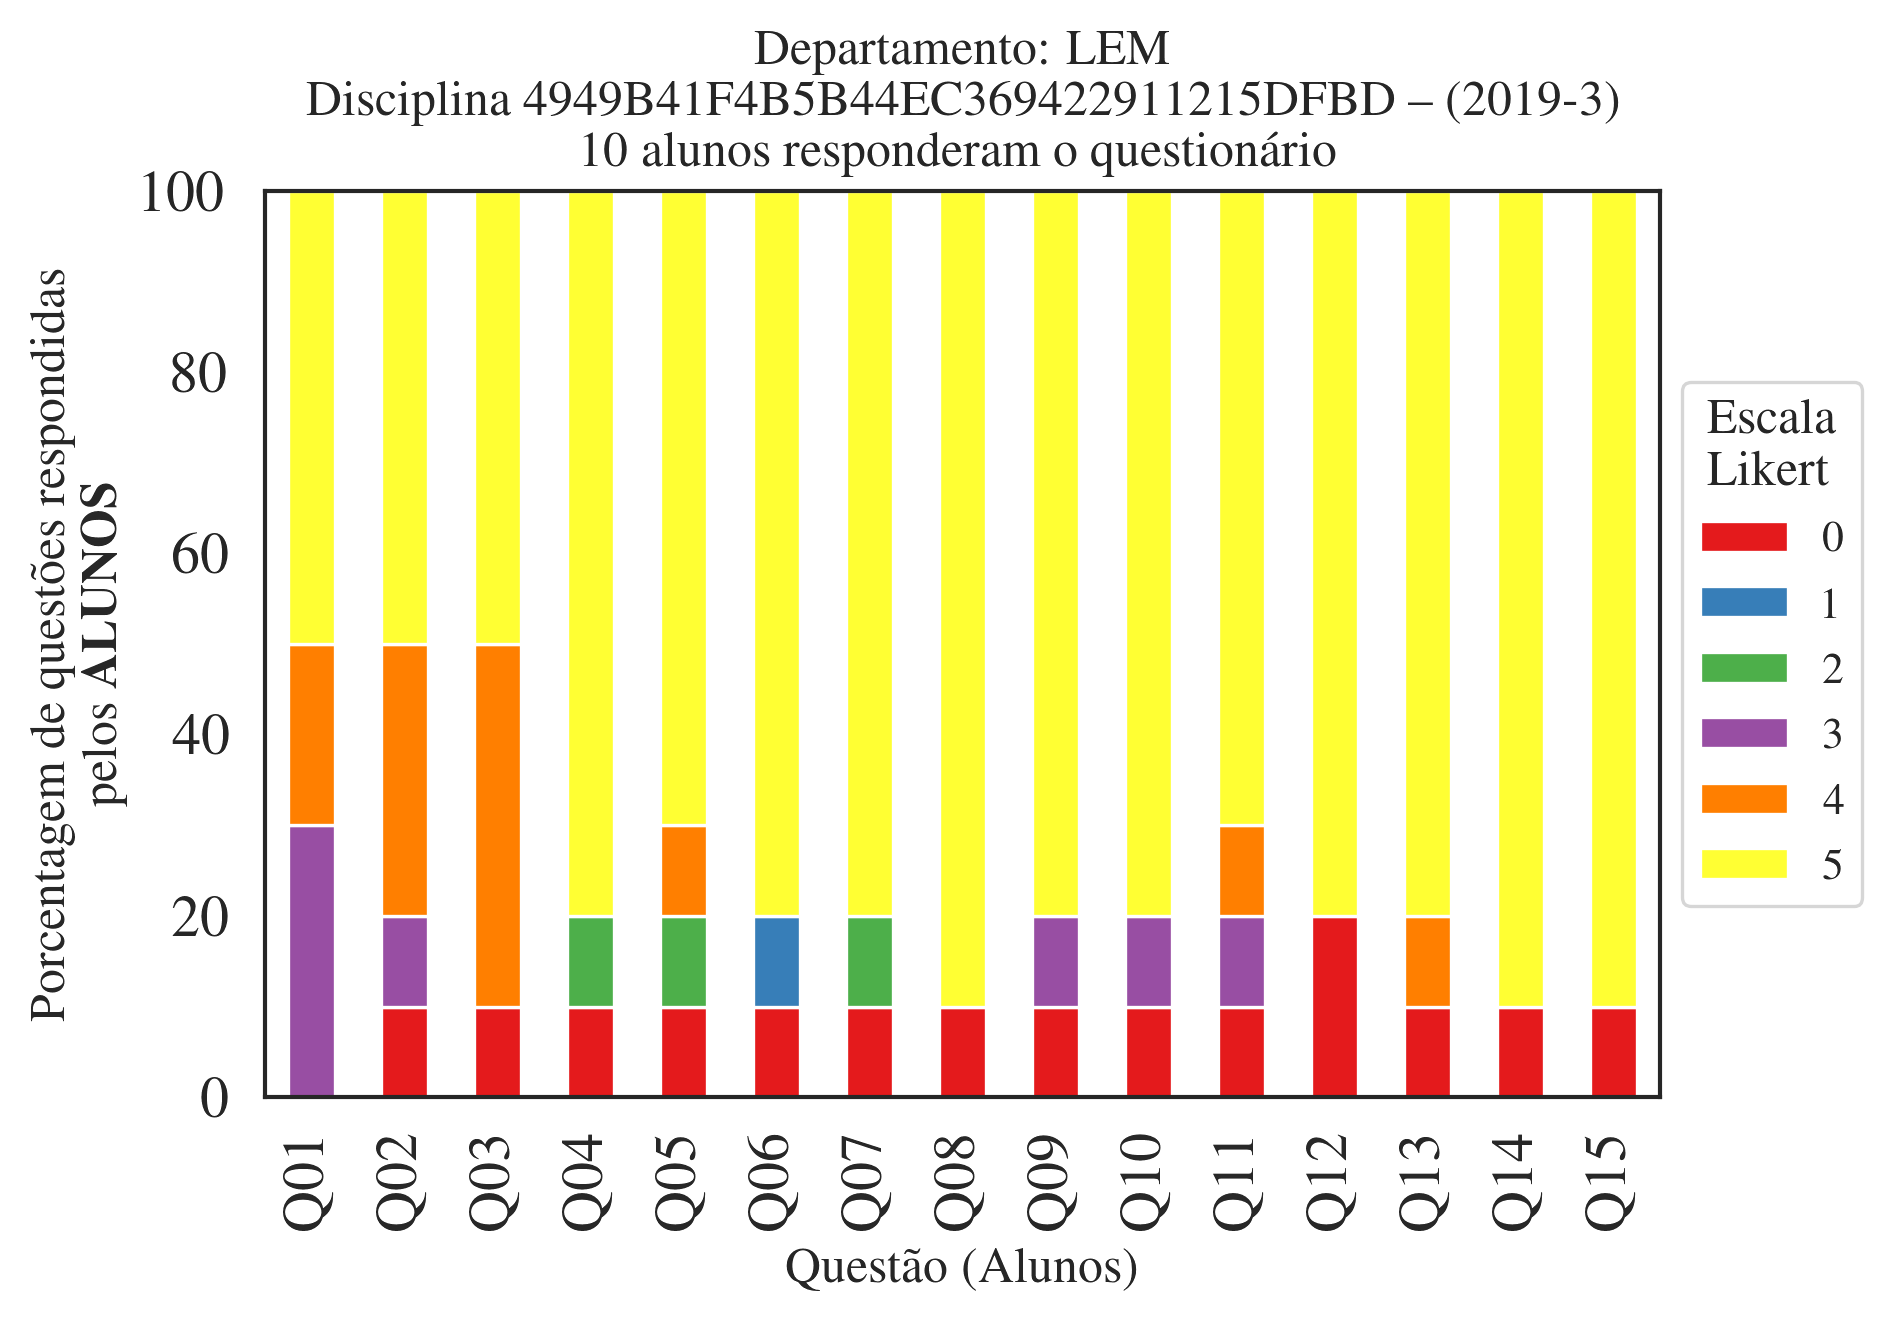 Departamento: LEM
Disciplina 4949B41F4B5B44EC369422911215DFBD – (2019-3)
10 alunos responderam o questionário
Porcentagem de questões respondidas
pelos ALUNOS
100
80
60
40
20
0
Q01
Q02
Q03
Q04
Q05
Q06
Q07
Q08
Q09
Q10
Q11
Q12
Q13
Q14
Q15
Questão (Alunos)
Escala
Likert
0
1
2
3
4
5